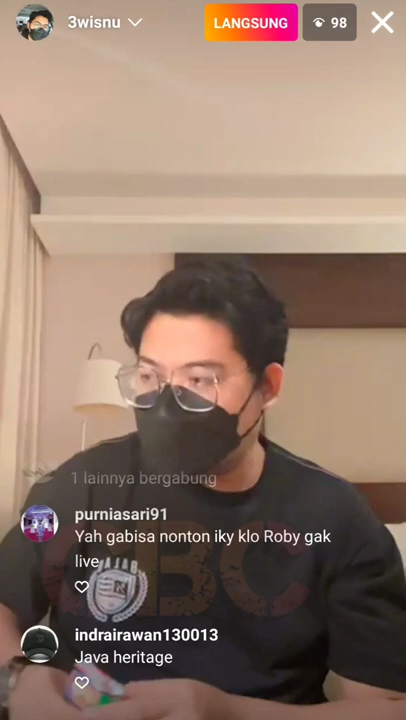 3wisnu
LANGSUNG
98
1 lainnya bergabung
purniasari91
Yah gabisa nonton iky klo Roby gak
live
indrairawan130013
Java heritage